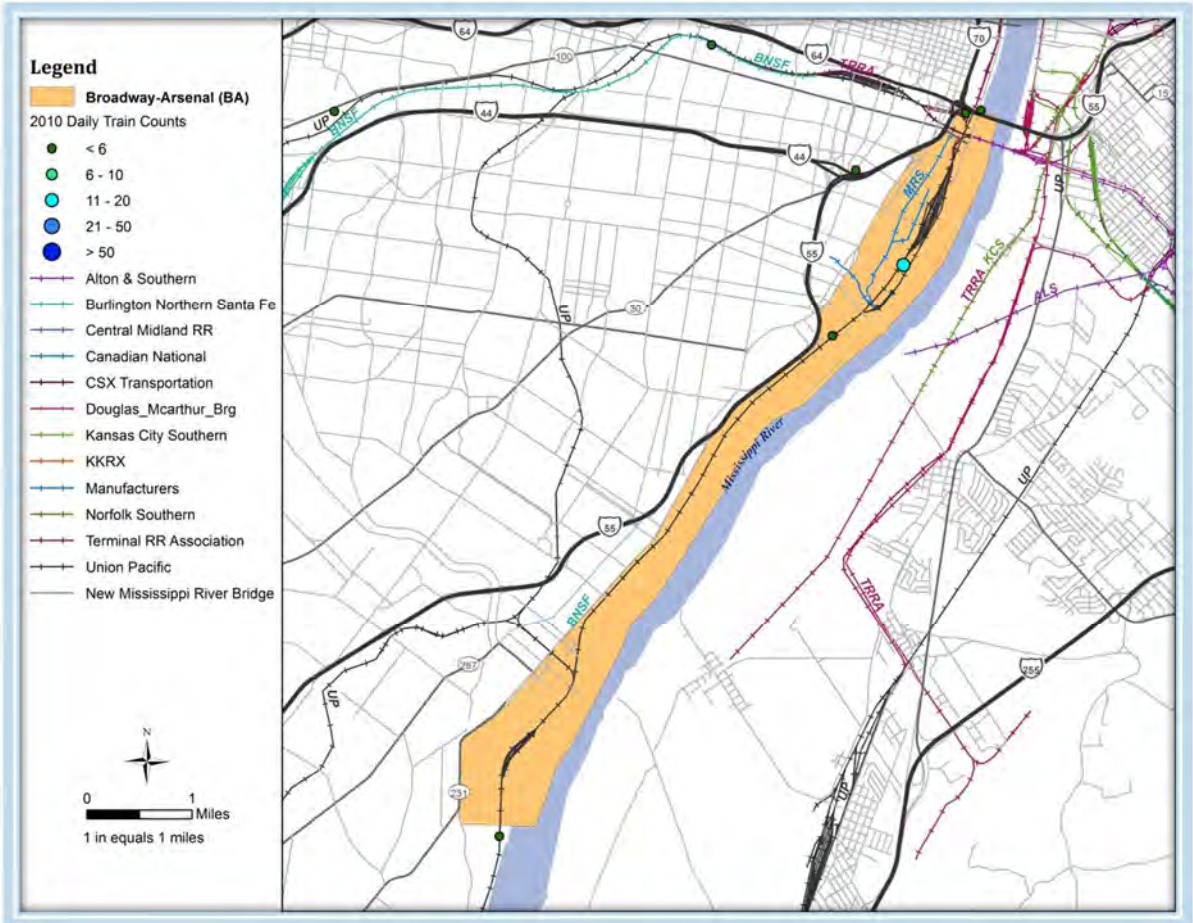 Legend
Broadway-Arsenal (BA)
2010 Daily Train Counts
< 6
6 - 10
11 - 20
21 - 50
> 50
Alton & Southern
Burlington Northern Santa Fe
Central Midland RR
Canadian National
CSX Transportation
Douglas_Mcarthur_Brg
Kansas City Southern
KKRX
Manufacturers
Norfolk Southern
Terminal RR Association
Union Pacific
New Mississippi River Bridge
N
0 1
Miles
1 in equals 1 miles
64
70
100
BNSF
64
TRRA
UP
BNSF
44
55
15
44
MRS
UP
55
TRRA KCS
ALS
UP
30
Mississippi River
UP
55
BNSF
TRRA
267
255
UP
231
UP